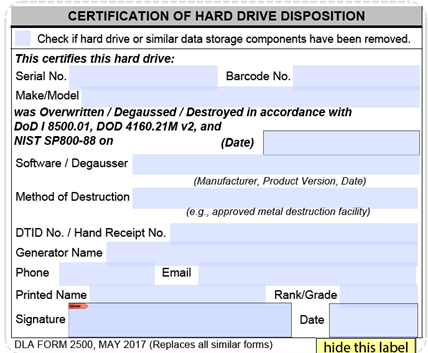 CERTIFICATION OF HARD DRIVE DISPOSITION
Check if hard drive or similar data storage components have been removed.
This certifies this hard drive:
Serial No. Barcode No.
Make/Model
was Overwritten / Degaussed / Destroyed in accordance with
DoD I 8500.01, DOD 4160.21M v2, and
NIST SP800-88 on (Date)
Software / Degausser
(Manufacturer, Product Version, Date)
Method of Destruction
(e.g., approved metal destruction facility)
DTID No. / Hand Receipt No.
Generator Name
Phone Email
Printed Name Rank/Grade
Signature Date
DLA FORM 2500, MAY 2017 (Replaces all similar forms) hide this label